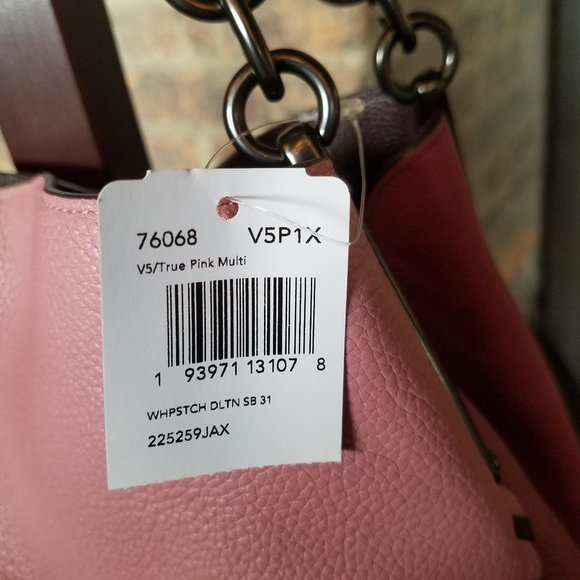 76068 V5P1X
V5/True Pink Multi
1 93971 13107 8
WHPSTCH DLTN SB 31
225259JAX